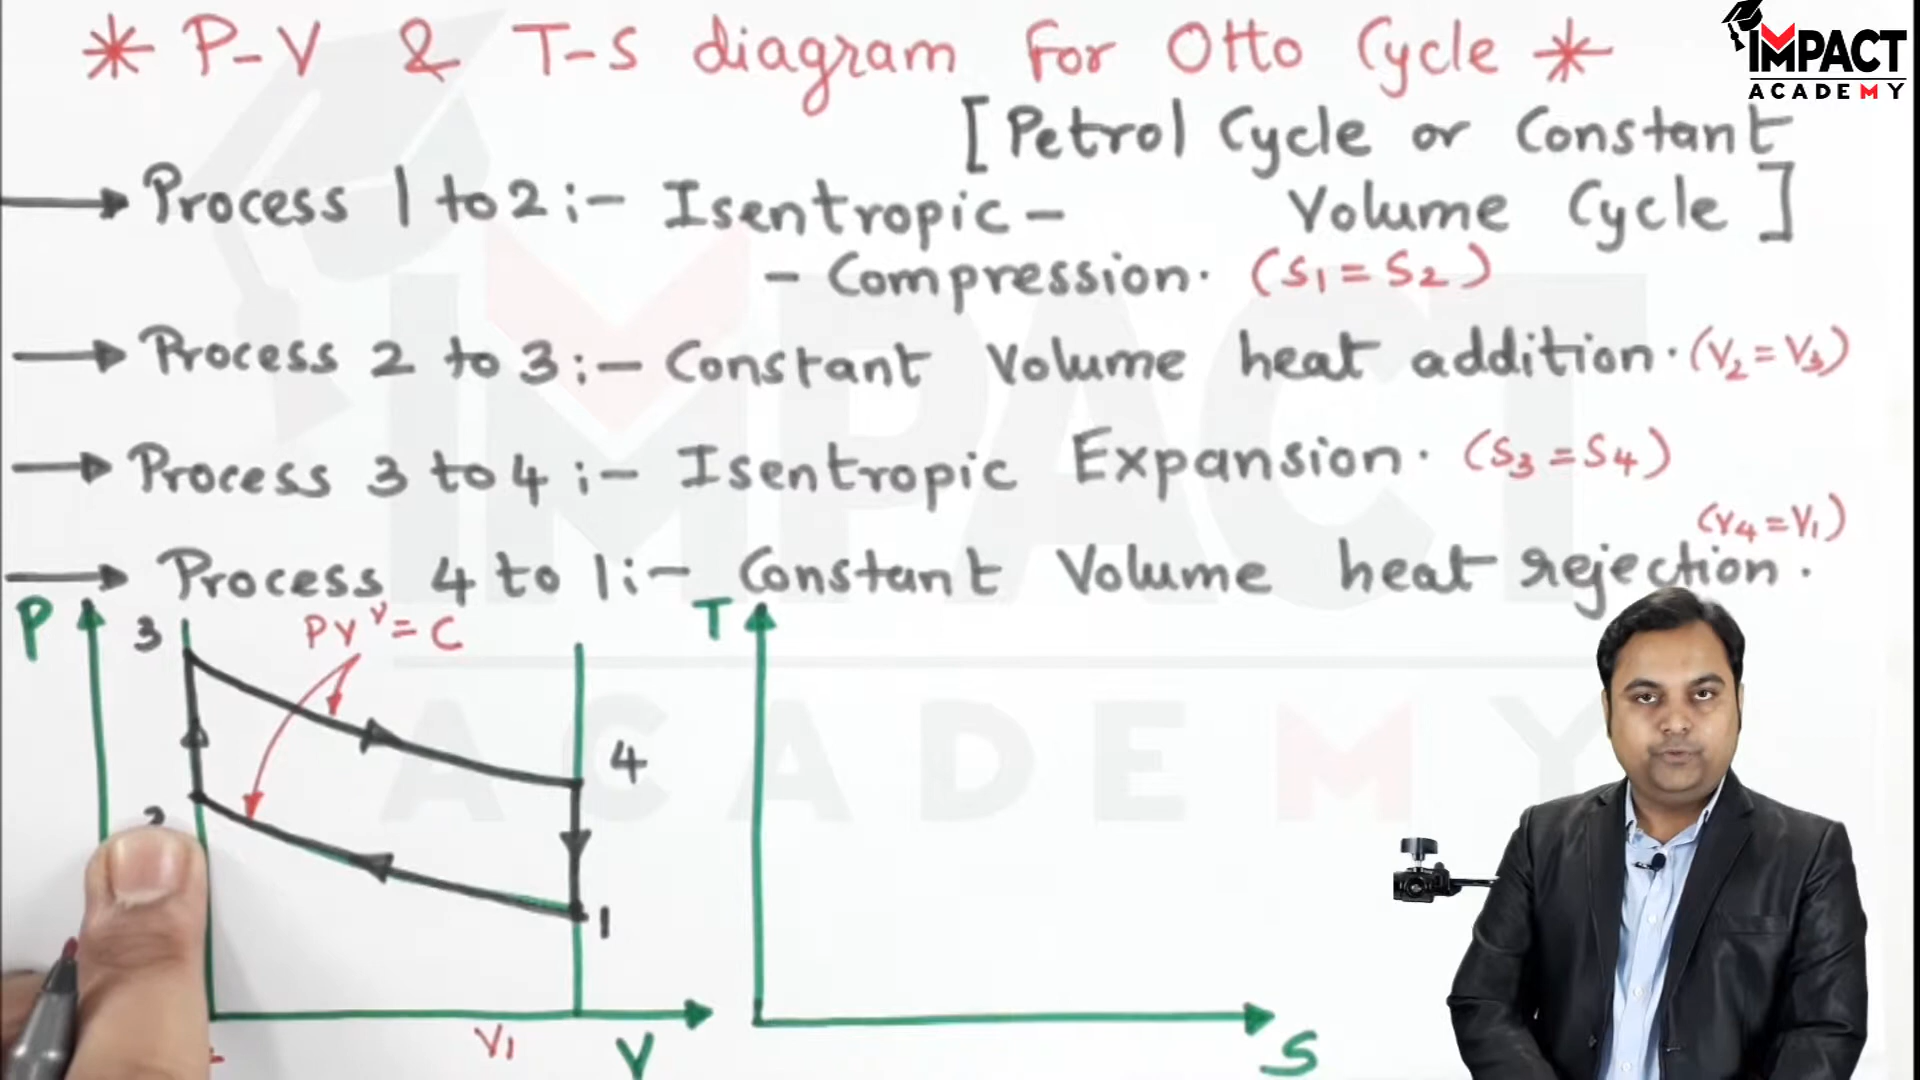 * P-V & T-S diagram For Otto Cycle *
IMPACT
ACADEMY
[Petrol Cycle or Constant
Volume Cycle]
→ Process 1 to 2 :- Isentropic -
- Compression. (S1 = S2)
→ Process 2 to 3 :- Constant Volume heat addition. (V2 = V3)
→ Process 3 to 4 :- Isentropic Expansion. (S3 = S4)
(V4 = V1)
→ Process 4 to 1 :- Constant Volume heat rejection.
P
3
PV^γ = C
T
4
1
V1
V
S
IMPACT
ACADEMY